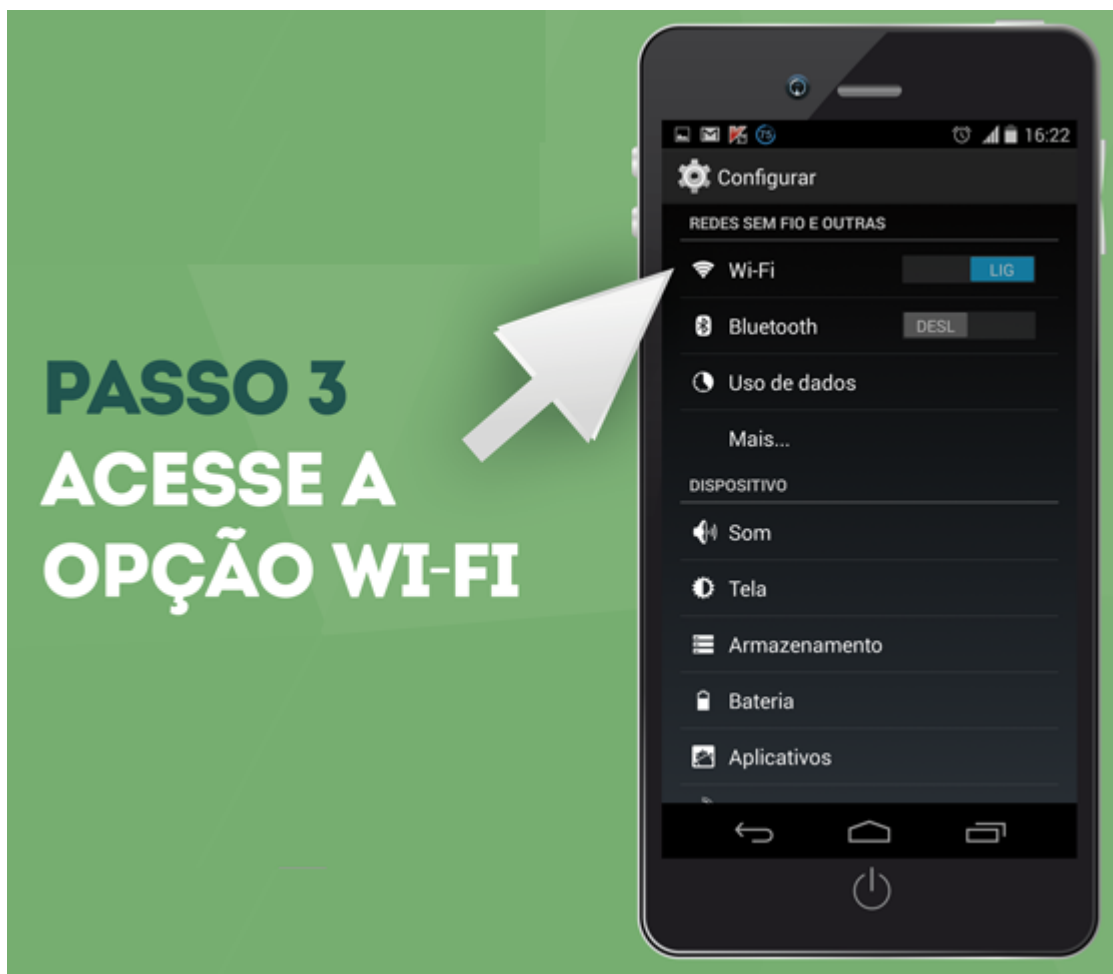 PASSO 3
ACESSE A
OPÇÃO WI-FI
75 16:22
Configurar
REDES SEM FIO E OUTRAS
Wi-Fi LIG
Bluetooth DESL
Uso de dados
Mais...
DISPOSITIVO
Som
Tela
Armazenamento
Bateria
Aplicativos